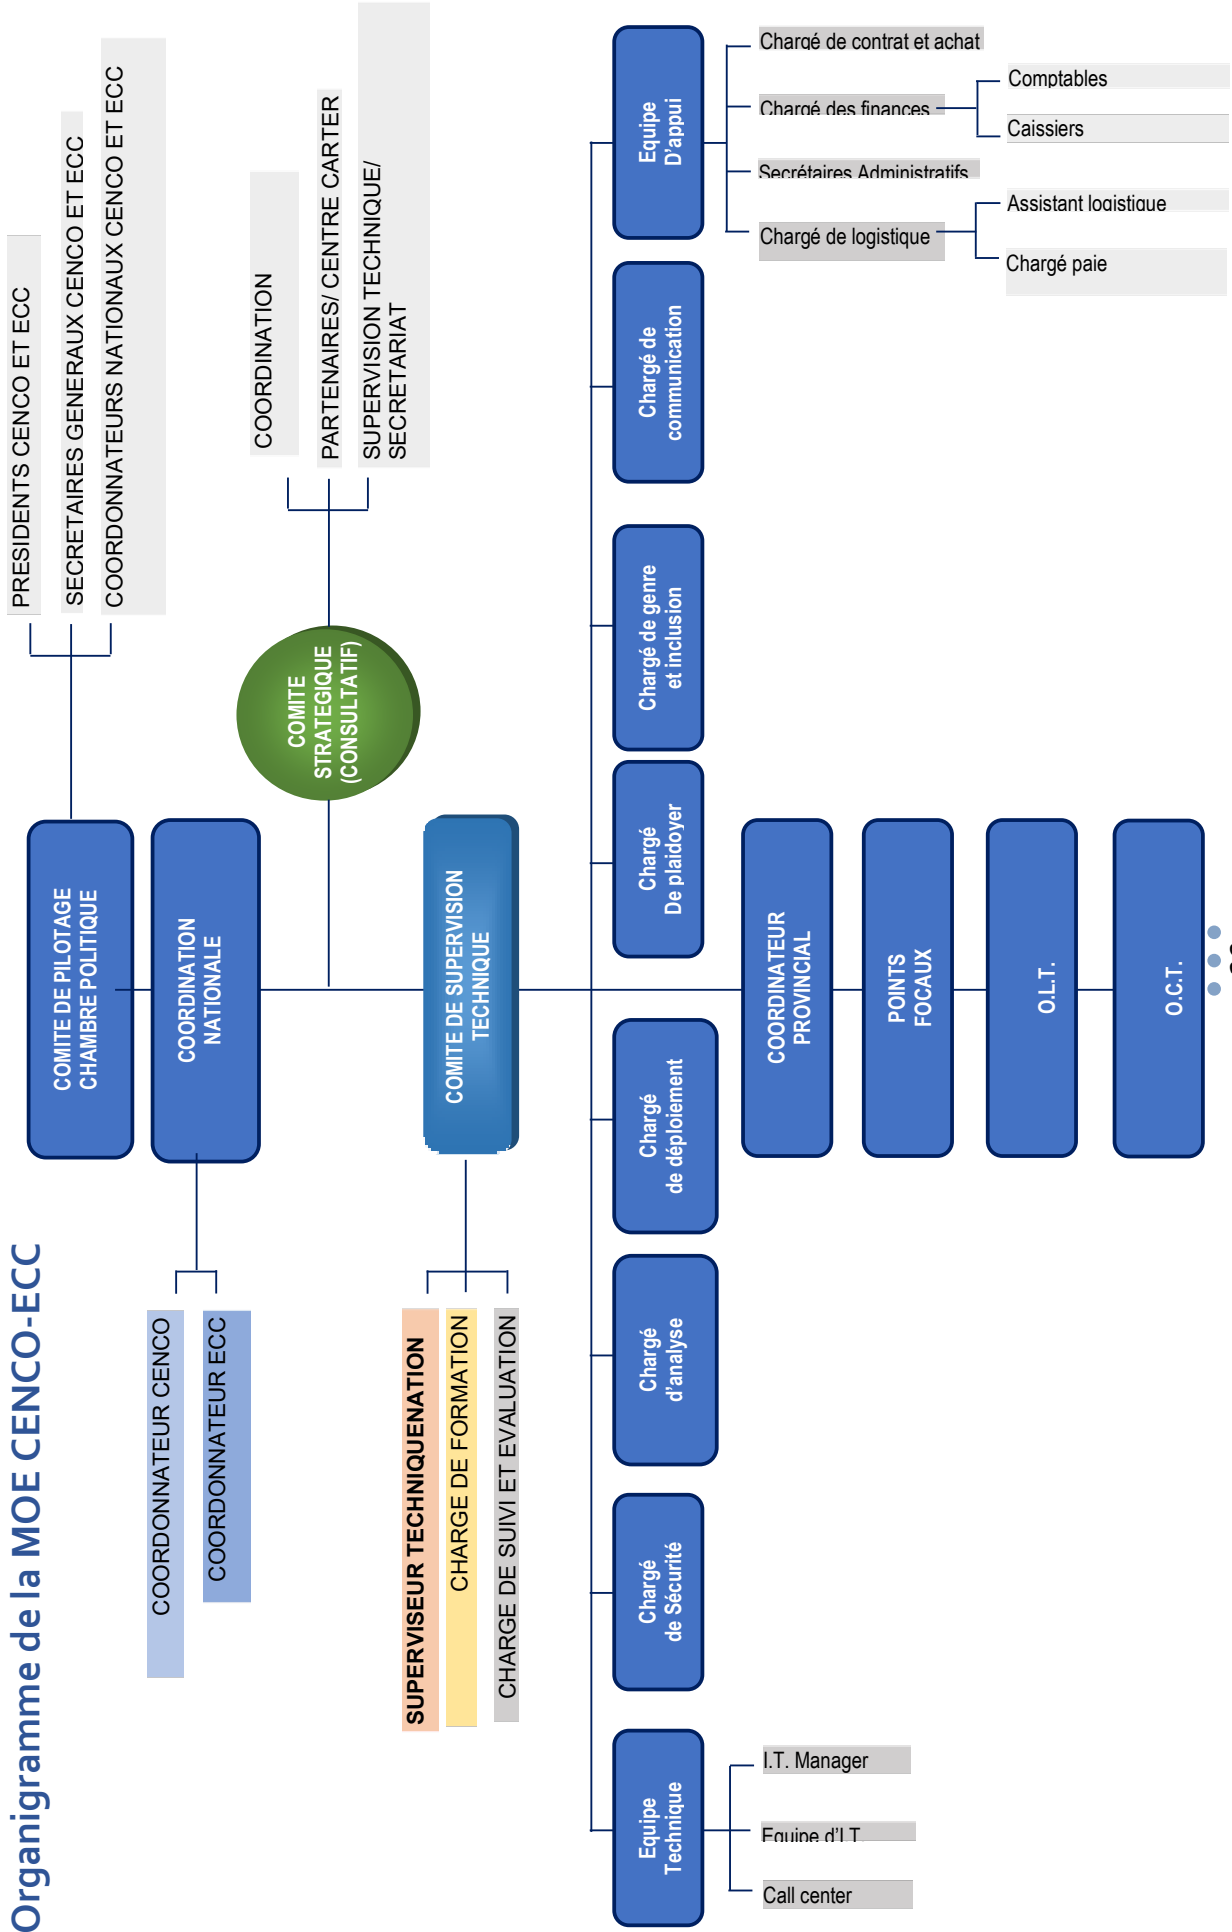 Organigramme de la MOE CENCO-ECC
COMITE DE PILOTAGE
CHAMBRE POLITIQUE
PRESIDENTS CENCO ET ECC
SECRETAIRES GENERAUX CENCO ET ECC
COORDONNATEURS NATIONAUX CENCO ET ECC
COORDINATION
NATIONALE
COORDONNATEUR CENCO
COORDONNATEUR ECC
COMITE
STRATEGIQUE
(CONSULTATIF)
COORDINATION
PARTENAIRES/ CENTRE CARTER
SUPERVISION TECHNIQUE/
SECRETARIAT
COMITE DE SUPERVISION
TECHNIQUE
SUPERVISEUR TECHNIQUENATION
CHARGE DE FORMATION
CHARGE DE SUIVI ET EVALUATION
Equipe
Technique
Chargé
de Sécurité
Chargé
d'analyse
Chargé
de déploiement
Chargé
De plaidoyer
Chargé de genre
et inclusion
Chargé de
communication
Equipe
D'appui
I.T. Manager
Equipe d'I.T.
Call center
COORDINATEUR
PROVINCIAL
POINTS
FOCAUX
O.L.T.
O.C.T.
Chargé de contrat et achat
Chargé des finances
Comptables
Caissiers
Secrétaires Administratifs
Chargé de logistique
Assistant logistique
Chargé paie